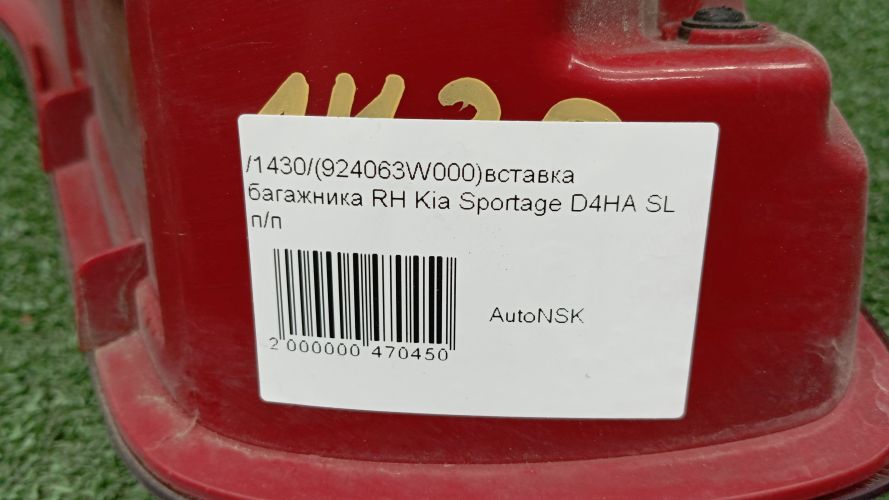 /1430/(924063W000)вставка
багажника RH Kia Sportage D4HA SL
п/п
AutoNSK
2 000000 470450